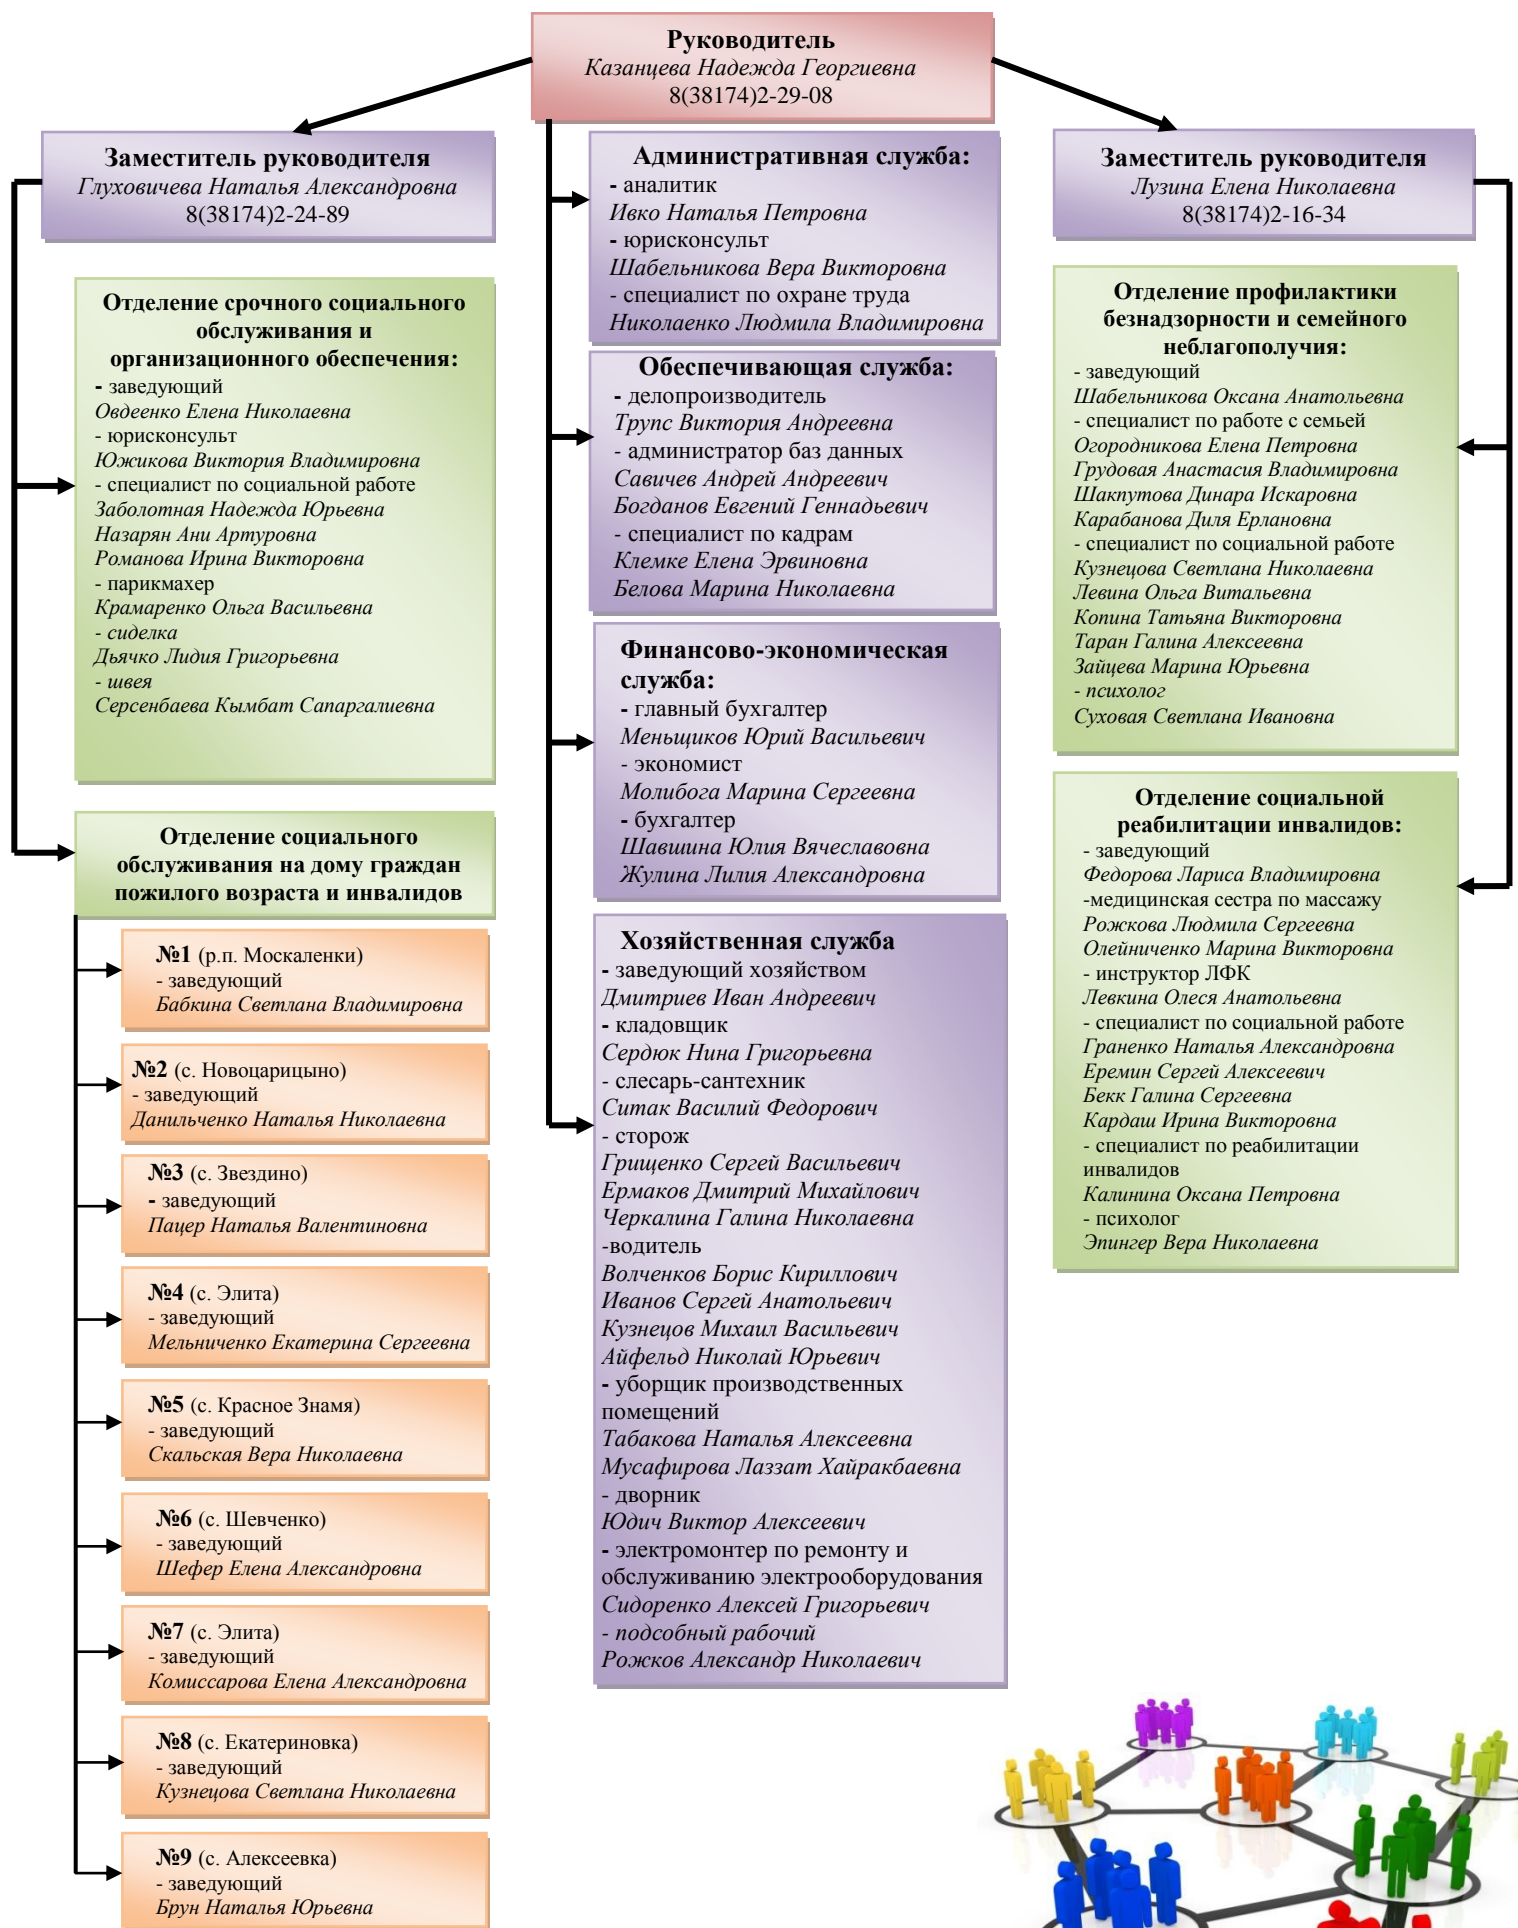 Руководитель
Казанцева Надежда Георгиевна
8(38174)2-29-08
Заместитель руководителя
Глуховичева Наталья Александровна
8(38174)2-24-89
Отделение срочного социального
обслуживания и
организационного обеспечения:
- заведующий
Овдеенко Елена Николаевна
- юрисконсульт
Южикова Виктория Владимировна
- специалист по социальной работе
Заболотная Надежда Юрьевна
Назарян Ани Артуровна
Романова Ирина Викторовна
- парикмахер
Крамаренко Ольга Васильевна
- сиделка
Дьячко Лидия Григорьевна
- швея
Серсенбаева Кымбат Сапаргалиевна
Отделение социального
обслуживания на дому граждан
пожилого возраста и инвалидов
№1 (р.п. Москаленки)
- заведующий
Бабкина Светлана Владимировна
№2 (с. Новоцарицыно)
- заведующий
Данильченко Наталья Николаевна
№3 (с. Звездино)
- заведующий
Пацер Наталья Валентиновна
№4 (с. Элита)
- заведующий
Мельниченко Екатерина Сергеевна
№5 (с. Красное Знамя)
- заведующий
Скальская Вера Николаевна
№6 (с. Шевченко)
- заведующий
Шефер Елена Александровна
№7 (с. Элита)
- заведующий
Комиссарова Елена Александровна
№8 (с. Екатериновка)
- заведующий
Кузнецова Светлана Николаевна
№9 (с. Алексеевка)
- заведующий
Брун Наталья Юрьевна
Административная служба:
- аналитик
Ивко Наталья Петровна
- юрисконсульт
Шабельникова Вера Викторовна
- специалист по охране труда
Николаенко Людмила Владимировна
Обеспечивающая служба:
- делопроизводитель
Трупс Виктория Андреевна
- администратор баз данных
Савичев Андрей Андреевич
Богданов Евгений Геннадьевич
- специалист по кадрам
Клемке Елена Эрвиновна
Белова Марина Николаевна
Финансово-экономическая
служба:
- главный бухгалтер
Меньщиков Юрий Васильевич
- экономист
Молибога Марина Сергеевна
- бухгалтер
Шавшина Юлия Вячеславовна
Жулина Лилия Александровна
Хозяйственная служба
- заведующий хозяйством
Дмитриев Иван Андреевич
- кладовщик
Сердюк Нина Григорьевна
- слесарь-сантехник
Ситак Василий Федорович
- сторож
Грищенко Сергей Васильевич
Ермаков Дмитрий Михайлович
Черкалина Галина Николаевна
-водитель
Волченков Борис Кириллович
Иванов Сергей Анатольевич
Кузнецов Михаил Васильевич
Айфельд Николай Юрьевич
- уборщик производственных
помещений
Табакова Наталья Алексеевна
Мусафирова Лаззат Хайракбаевна
- дворник
Юдич Виктор Алексеевич
- электромонтер по ремонту и
обслуживанию электрооборудования
Сидоренко Алексей Григорьевич
- подсобный рабочий
Рожков Александр Николаевич
Заместитель руководителя
Лузина Елена Николаевна
8(38174)2-16-34
Отделение профилактики
безнадзорности и семейного
неблагополучия:
- заведующий
Шабельникова Оксана Анатольевна
- специалист по работе с семьей
Огородникова Елена Петровна
Грудовая Анастасия Владимировна
Шакпутова Динара Искаровна
Карабанова Диля Ерлановна
- специалист по социальной работе
Кузнецова Светлана Николаевна
Левина Ольга Витальевна
Копина Татьяна Викторовна
Таран Галина Алексеевна
Зайцева Марина Юрьевна
- психолог
Суховая Светлана Ивановна
Отделение социальной
реабилитации инвалидов:
- заведующий
Федорова Лариса Владимировна
-медицинская сестра по массажу
Рожкова Людмила Сергеевна
Олейниченко Марина Викторовна
- инструктор ЛФК
Левкина Олеся Анатольевна
- специалист по социальной работе
Граненко Наталья Александровна
Еремин Сергей Алексеевич
Бекк Галина Сергеевна
Кардаш Ирина Викторовна
- специалист по реабилитации
инвалидов
Калинина Оксана Петровна
- психолог
Эпингер Вера Николаевна